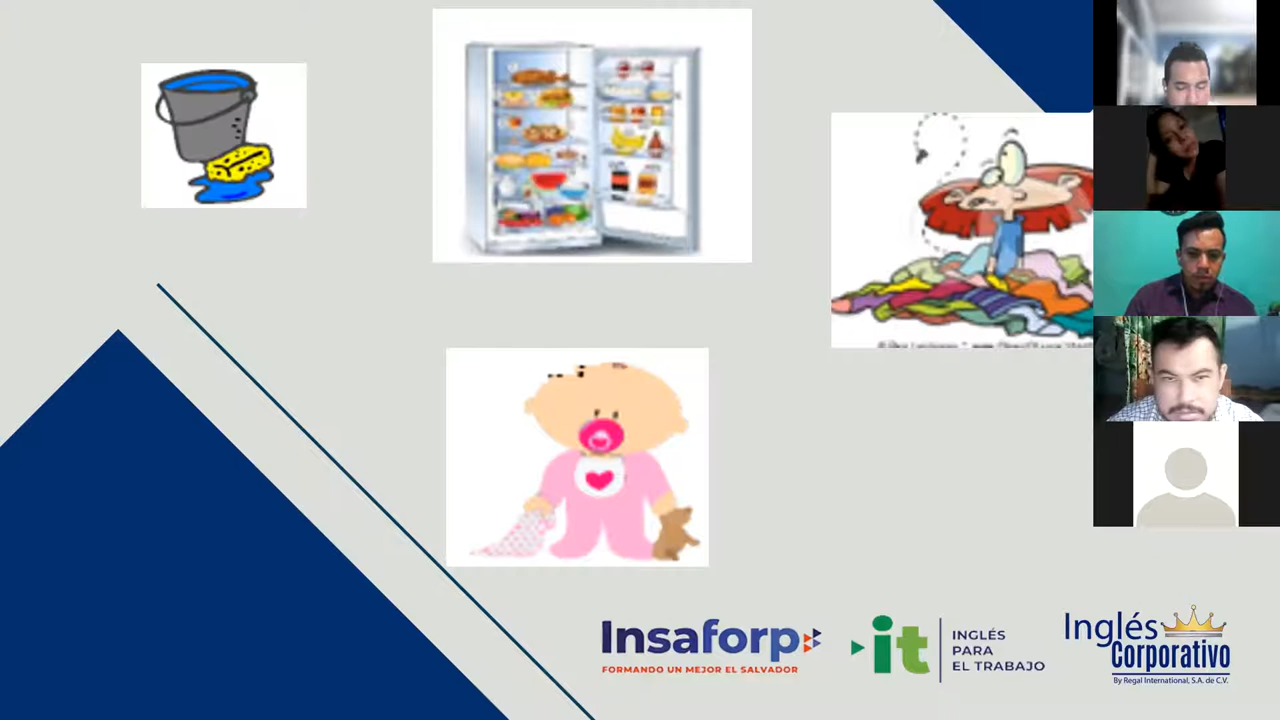 Insaforp
FORMANDO UN MEJOR EL SALVADOR
it
INGLÉS
PARA
EL TRABAJO
Inglés
Corporativo
By Regal International, S.A. de C.V.